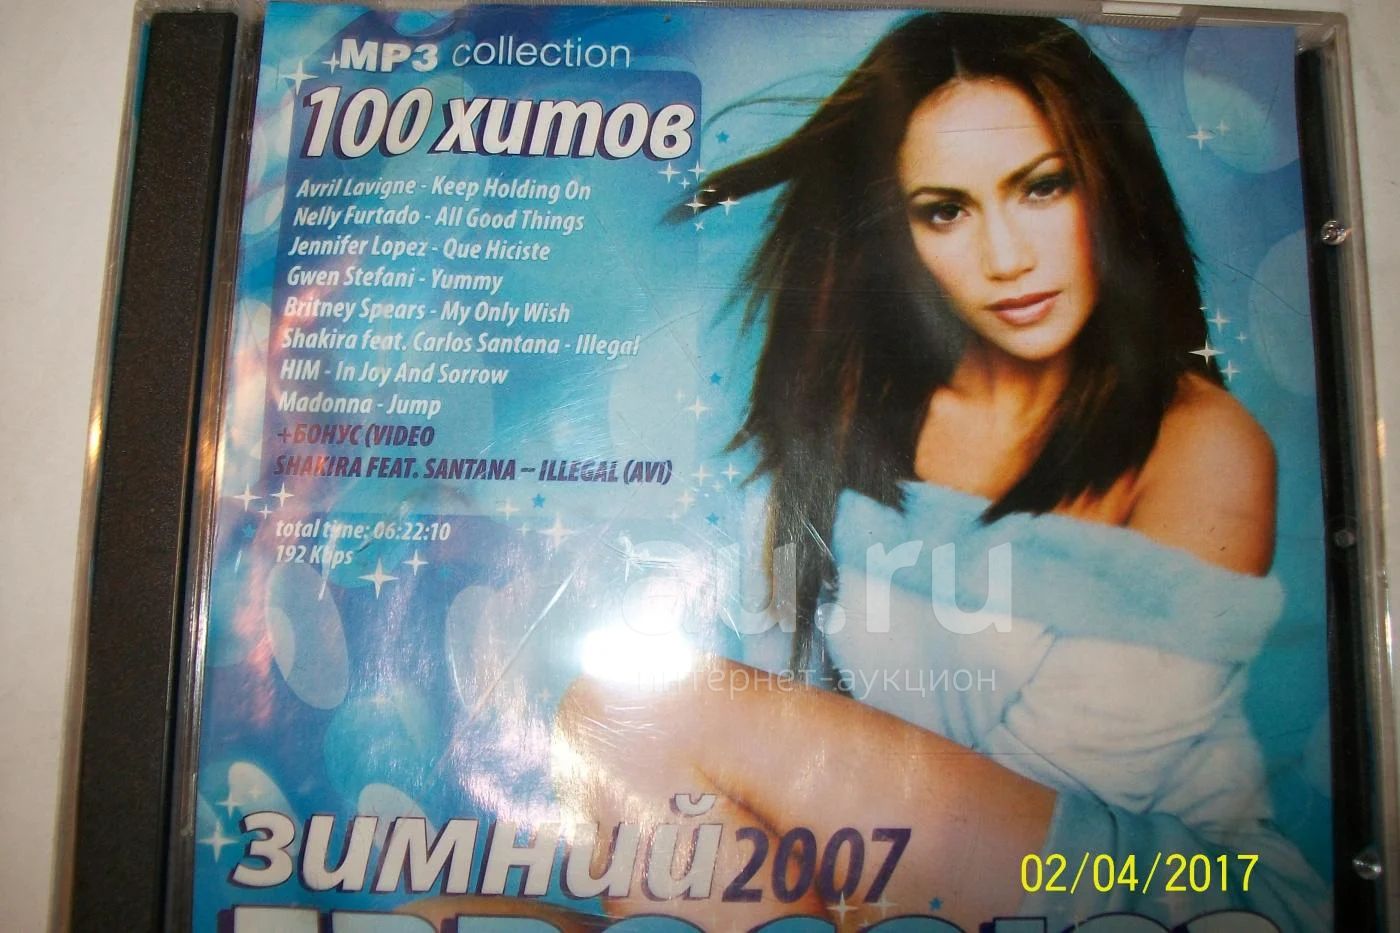 MP3 collection
100 хитов
Avril Lavigne - Keep Holding On
Nelly Furtado - All Good Things
Jennifer Lopez - Que Hiciste
Gwen Stefani - Yummy
Britney Spears - My Only Wish
Shakira feat. Carlos Santana - Illegal
HIM - In Joy And Sorrow
Madonna - Jump
+БОНУС (VIDEO
SHAKIRA FEAT. SANTANA – ILLEGAL (AVI)
total time: 06:22:10
192 Kbps
au.ru
интернет-аукцион
зимний 2007
02/04/2017